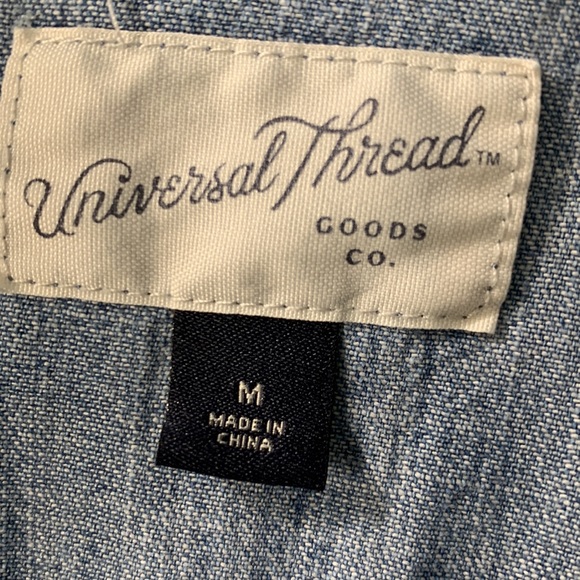 Universal Thread™
GOODS
CO.
M
MADE IN
CHINA